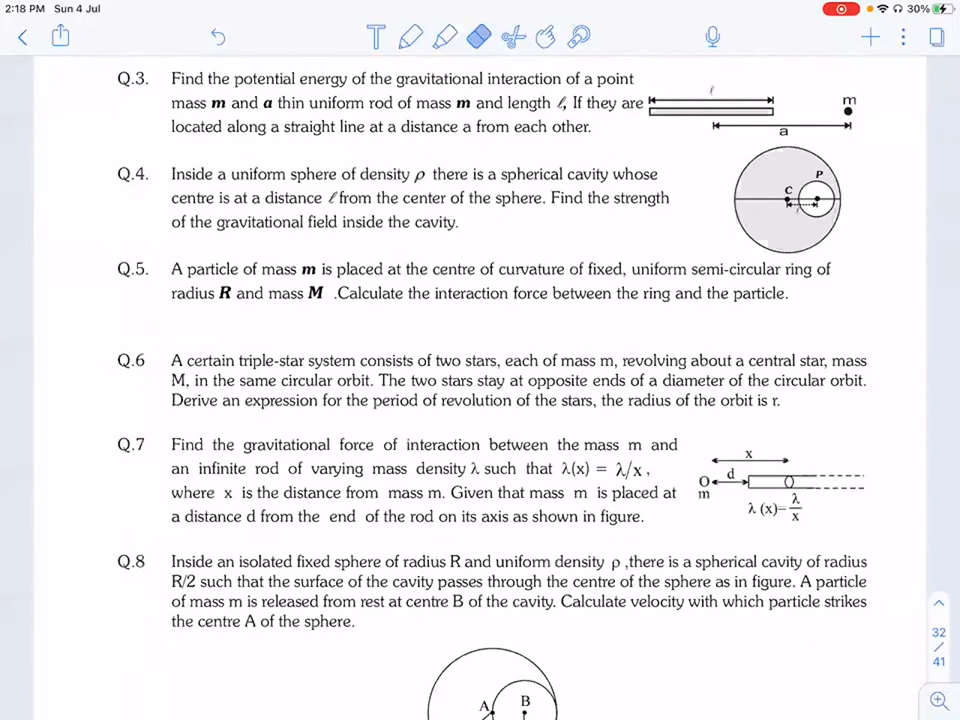 2:18 PM Sun 4 Jul
30%
Q.3. Find the potential energy of the gravitational interaction of a point
mass m and a thin uniform rod of mass m and length ℓ, If they are
located along a straight line at a distance a from each other.
ℓ
m
a
Q.4. Inside a uniform sphere of density ρ there is a spherical cavity whose
centre is at a distance ℓ from the center of the sphere. Find the strength
of the gravitational field inside the cavity.
P
C
ℓ
Q.5. A particle of mass m is placed at the centre of curvature of fixed, uniform semi-circular ring of
radius R and mass M .Calculate the interaction force between the ring and the particle.
Q.6 A certain triple-star system consists of two stars, each of mass m, revolving about a central star, mass
M, in the same circular orbit. The two stars stay at opposite ends of a diameter of the circular orbit.
Derive an expression for the period of revolution of the stars, the radius of the orbit is r.
Q.7 Find the gravitational force of interaction between the mass m and
an infinite rod of varying mass density λ such that λ(x) = λ/x ,
where x is the distance from mass m. Given that mass m is placed at
a distance d from the end of the rod on its axis as shown in figure.
x
O d
m
λ (x)= λ/x
Q.8 Inside an isolated fixed sphere of radius R and uniform density ρ ,there is a spherical cavity of radius
R/2 such that the surface of the cavity passes through the centre of the sphere as in figure. A particle
of mass m is released from rest at centre B of the cavity. Calculate velocity with which particle strikes
the centre A of the sphere.
A B
32
/
41